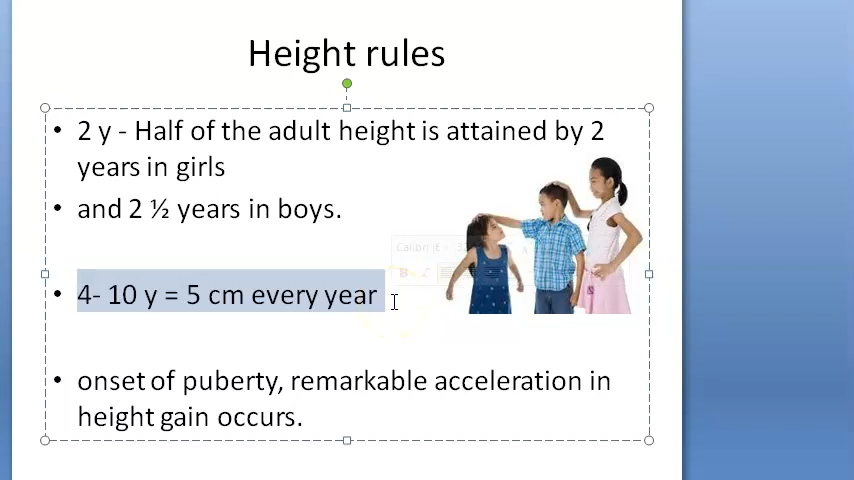 Height rules
• 2 y - Half of the adult height is attained by 2
years in girls
• and 2 ½ years in boys.
• 4- 10 y = 5 cm every year
• onset of puberty, remarkable acceleration in
height gain occurs.